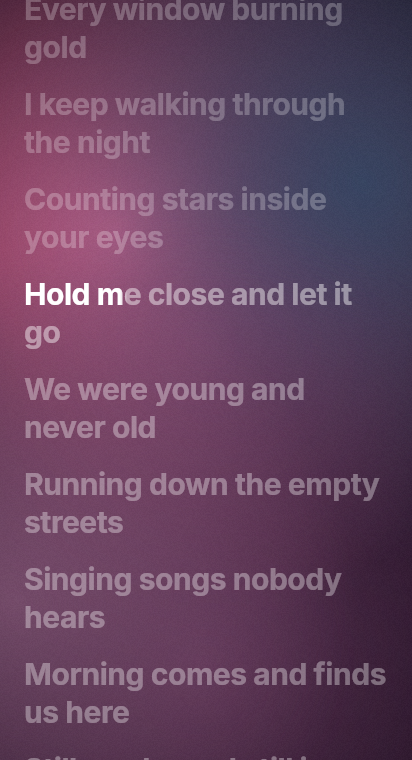 Every window burning
gold
I keep walking through
the night
Counting stars inside
your eyes
Hold me close and let it
go
We were young and
never old
Running down the empty
streets
Singing songs nobody
hears
Morning comes and finds
us here